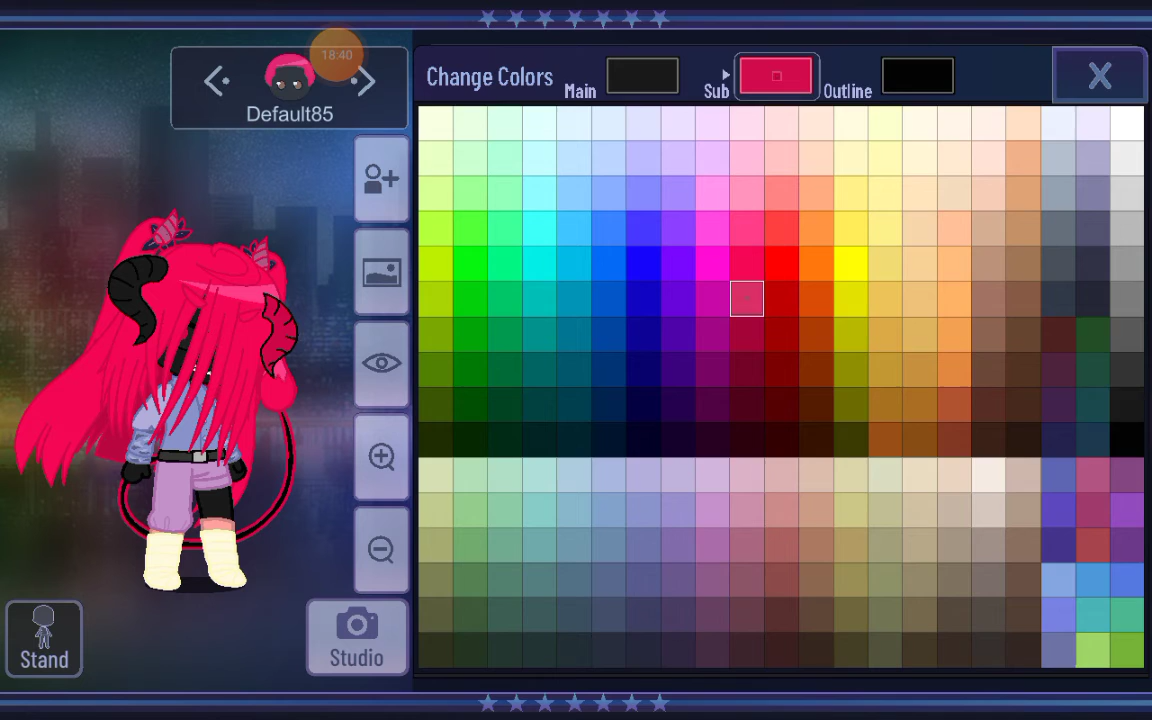 18:40
Default85
Change Colors
Main
Sub
Outline
X
Stand
Studio